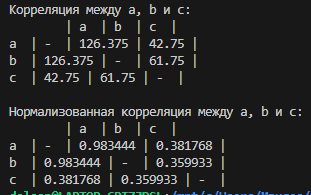 Корреляция между a, b и c:
| a | b | c |
a | - | 126.375 | 42.75 |
b | 126.375 | - | 61.75 |
c | 42.75 | 61.75 | - |
Нормализованная корреляция между a, b и c:
| a | b | c |
a | - | 0.983444 | 0.381768 |
b | 0.983444 | - | 0.359933 |
c | 0.381768 | 0.359933 | - |